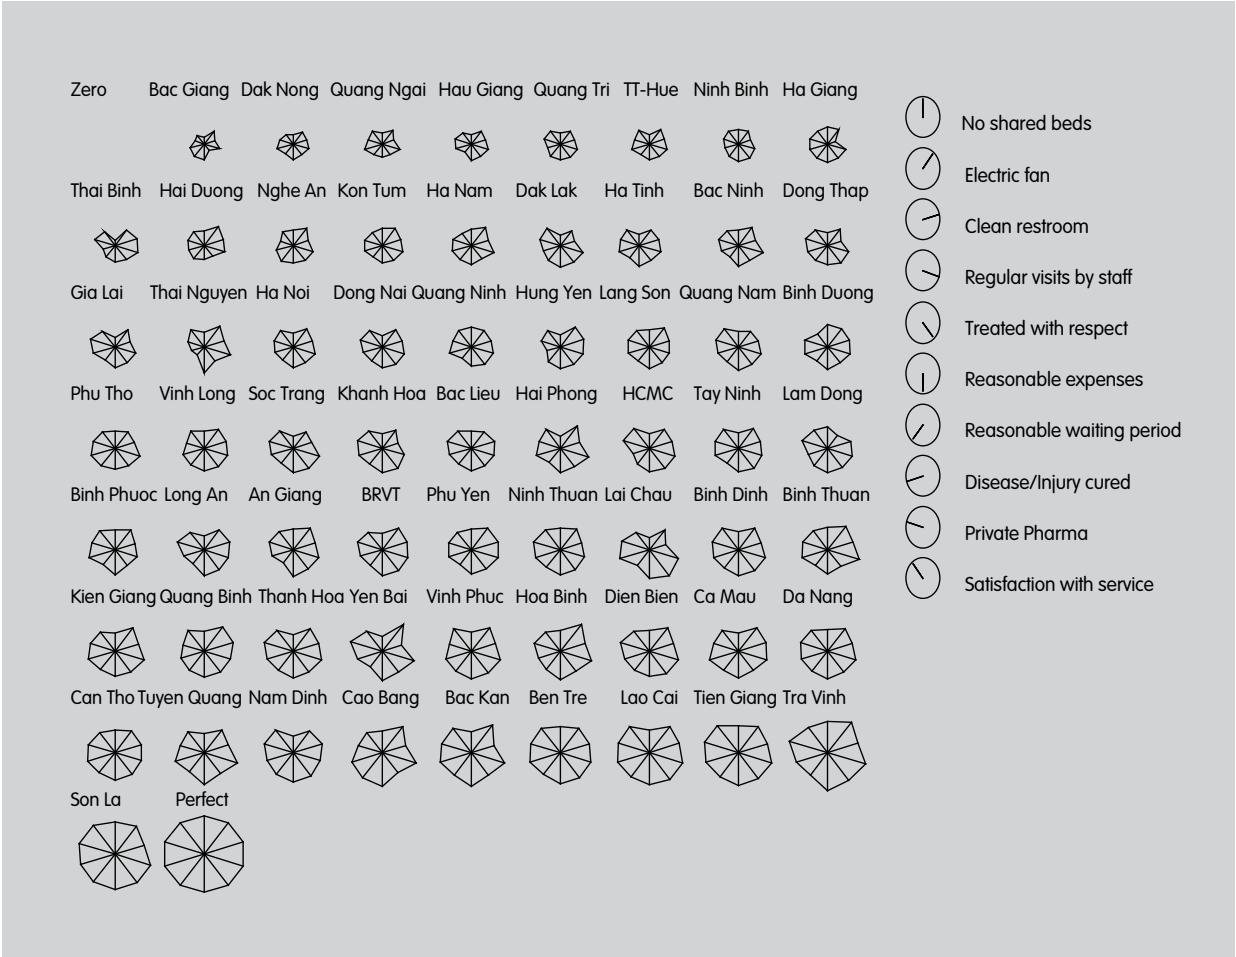 Zero Bac Giang Dak Nong Quang Ngai Hau Giang Quang Tri TT-Hue Ninh Binh Ha Giang
Thai Binh Hai Duong Nghe An Kon Tum Ha Nam Dak Lak Ha Tinh Bac Ninh Dong Thap
Gia Lai Thai Nguyen Ha Noi Dong Nai Quang Ninh Hung Yen Lang Son Quang Nam Binh Duong
Phu Tho Vinh Long Soc Trang Khanh Hoa Bac Lieu Hai Phong HCMC Tay Ninh Lam Dong
Binh Phuoc Long An An Giang BRVT Phu Yen Ninh Thuan Lai Chau Binh Dinh Binh Thuan
Kien Giang Quang Binh Thanh Hoa Yen Bai Vinh Phuc Hoa Binh Dien Bien Ca Mau Da Nang
Can Tho Tuyen Quang Nam Dinh Cao Bang Bac Kan Ben Tre Lao Cai Tien Giang Tra Vinh
Son La Perfect
No shared beds
Electric fan
Clean restroom
Regular visits by staff
Treated with respect
Reasonable expenses
Reasonable waiting period
Disease/Injury cured
Private Pharma
Satisfaction with service